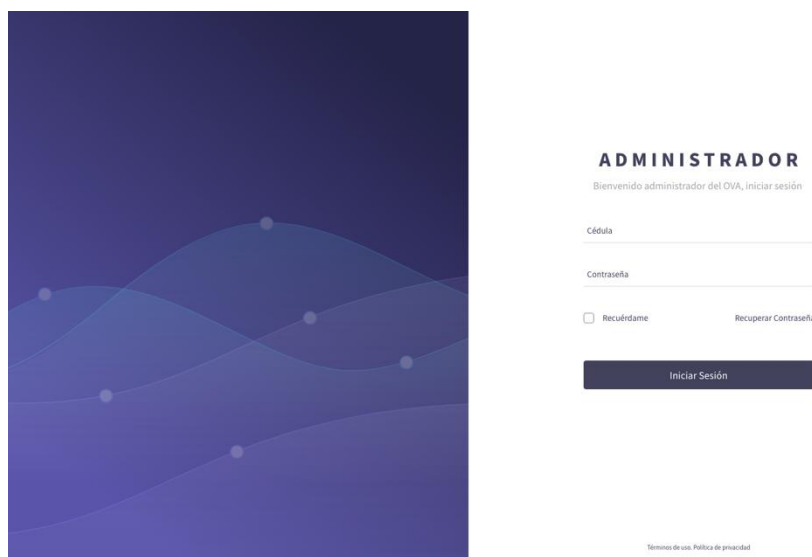 ADMINISTRADOR
Bienvenido administrador del OVA, iniciar sesión
Cédula
Contraseña
Recuérdame Recuperar Contraseña
Iniciar Sesión
Términos de uso. Política de privacidad